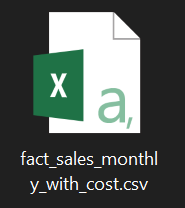 X
a,
fact_sales_monthl
y_with_cost.csv